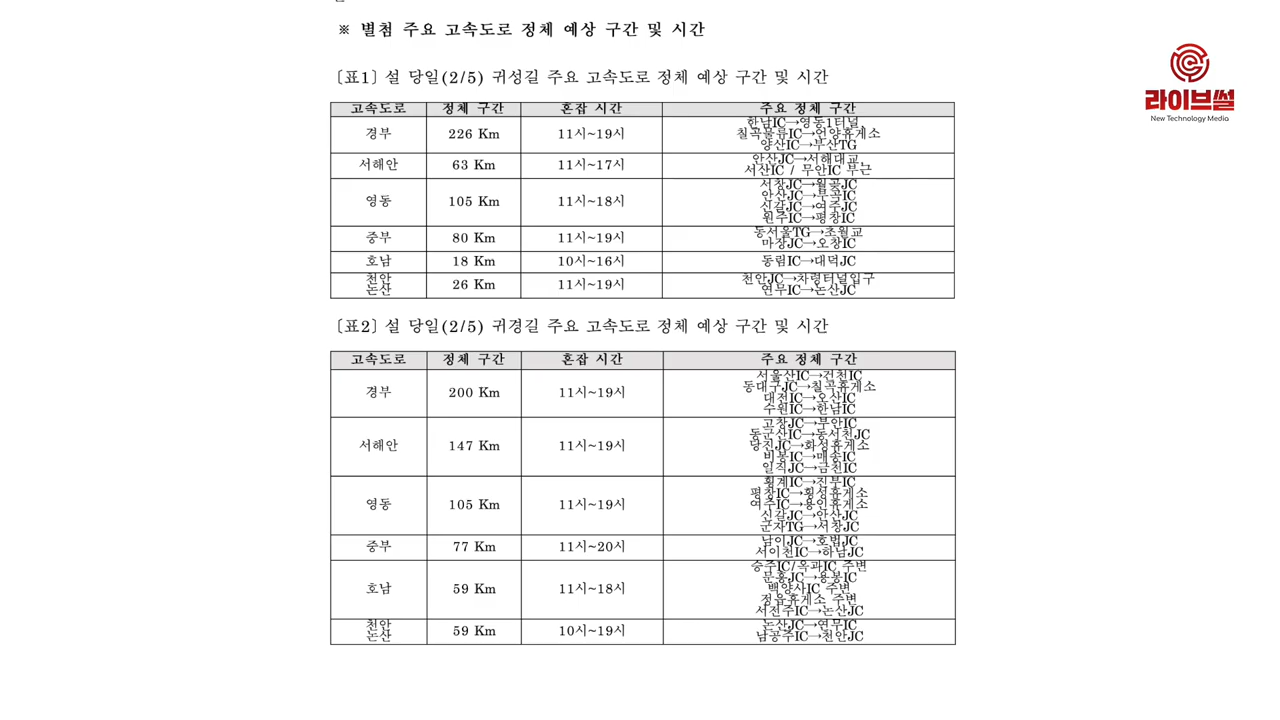 ※ 별첨 주요 고속도로 정체 예상 구간 및 시간
[표1] 설 당일(2/5) 귀성길 주요 고속도로 정체 예상 구간 및 시간
고속도로 정체 구간 혼잡 시간 주요 정체 구간
경부 226 Km 11시~19시 한남IC→영동1터널,
칠곡물류IC→언양휴게소
양산IC→부산TG
서해안 63 Km 11시~17시 안산JC→서해대교,
서산IC / 무안IC 부근
영동 105 Km 11시~18시 서창JC→월곶JC
안산JC→부곡IC
신갈JC→여주JC
원주IC→평창IC
중부 80 Km 11시~19시 동서울TG→초월교
마장JC→오창IC
호남 18 Km 10시~16시 동림IC→대덕JC
천안
논산 26 Km 11시~19시 천안JC→차령터널입구
연무IC→논산JC
[표2] 설 당일(2/5) 귀경길 주요 고속도로 정체 예상 구간 및 시간
고속도로 정체 구간 혼잡 시간 주요 정체 구간
경부 200 Km 11시~19시 서울산IC→건천IC
동대구JC→칠곡휴게소
대전IC→오산IC
수원IC→한남IC
서해안 147 Km 11시~19시 고창JC→부안IC
동군산IC→동서천JC
당진JC→화성휴게소
비봉IC→매송IC
일직JC→금천IC
영동 105 Km 11시~19시 횡계IC→진부IC
평창IC→횡성휴게소
여주IC→용인휴게소
신갈JC→안산JC
군자TG→서창JC
중부 77 Km 11시~20시 남이JC→호법JC
서이천IC→하남JC
호남 59 Km 11시~18시 승주IC/옥과IC 주변
문흥JC→용봉IC
백양사IC 주변
정읍휴게소 주변
서전주IC→논산JC
천안
논산 59 Km 10시~19시 논산JC→연무IC
남공주IC→천안JC
라이브썰
New Technology Media